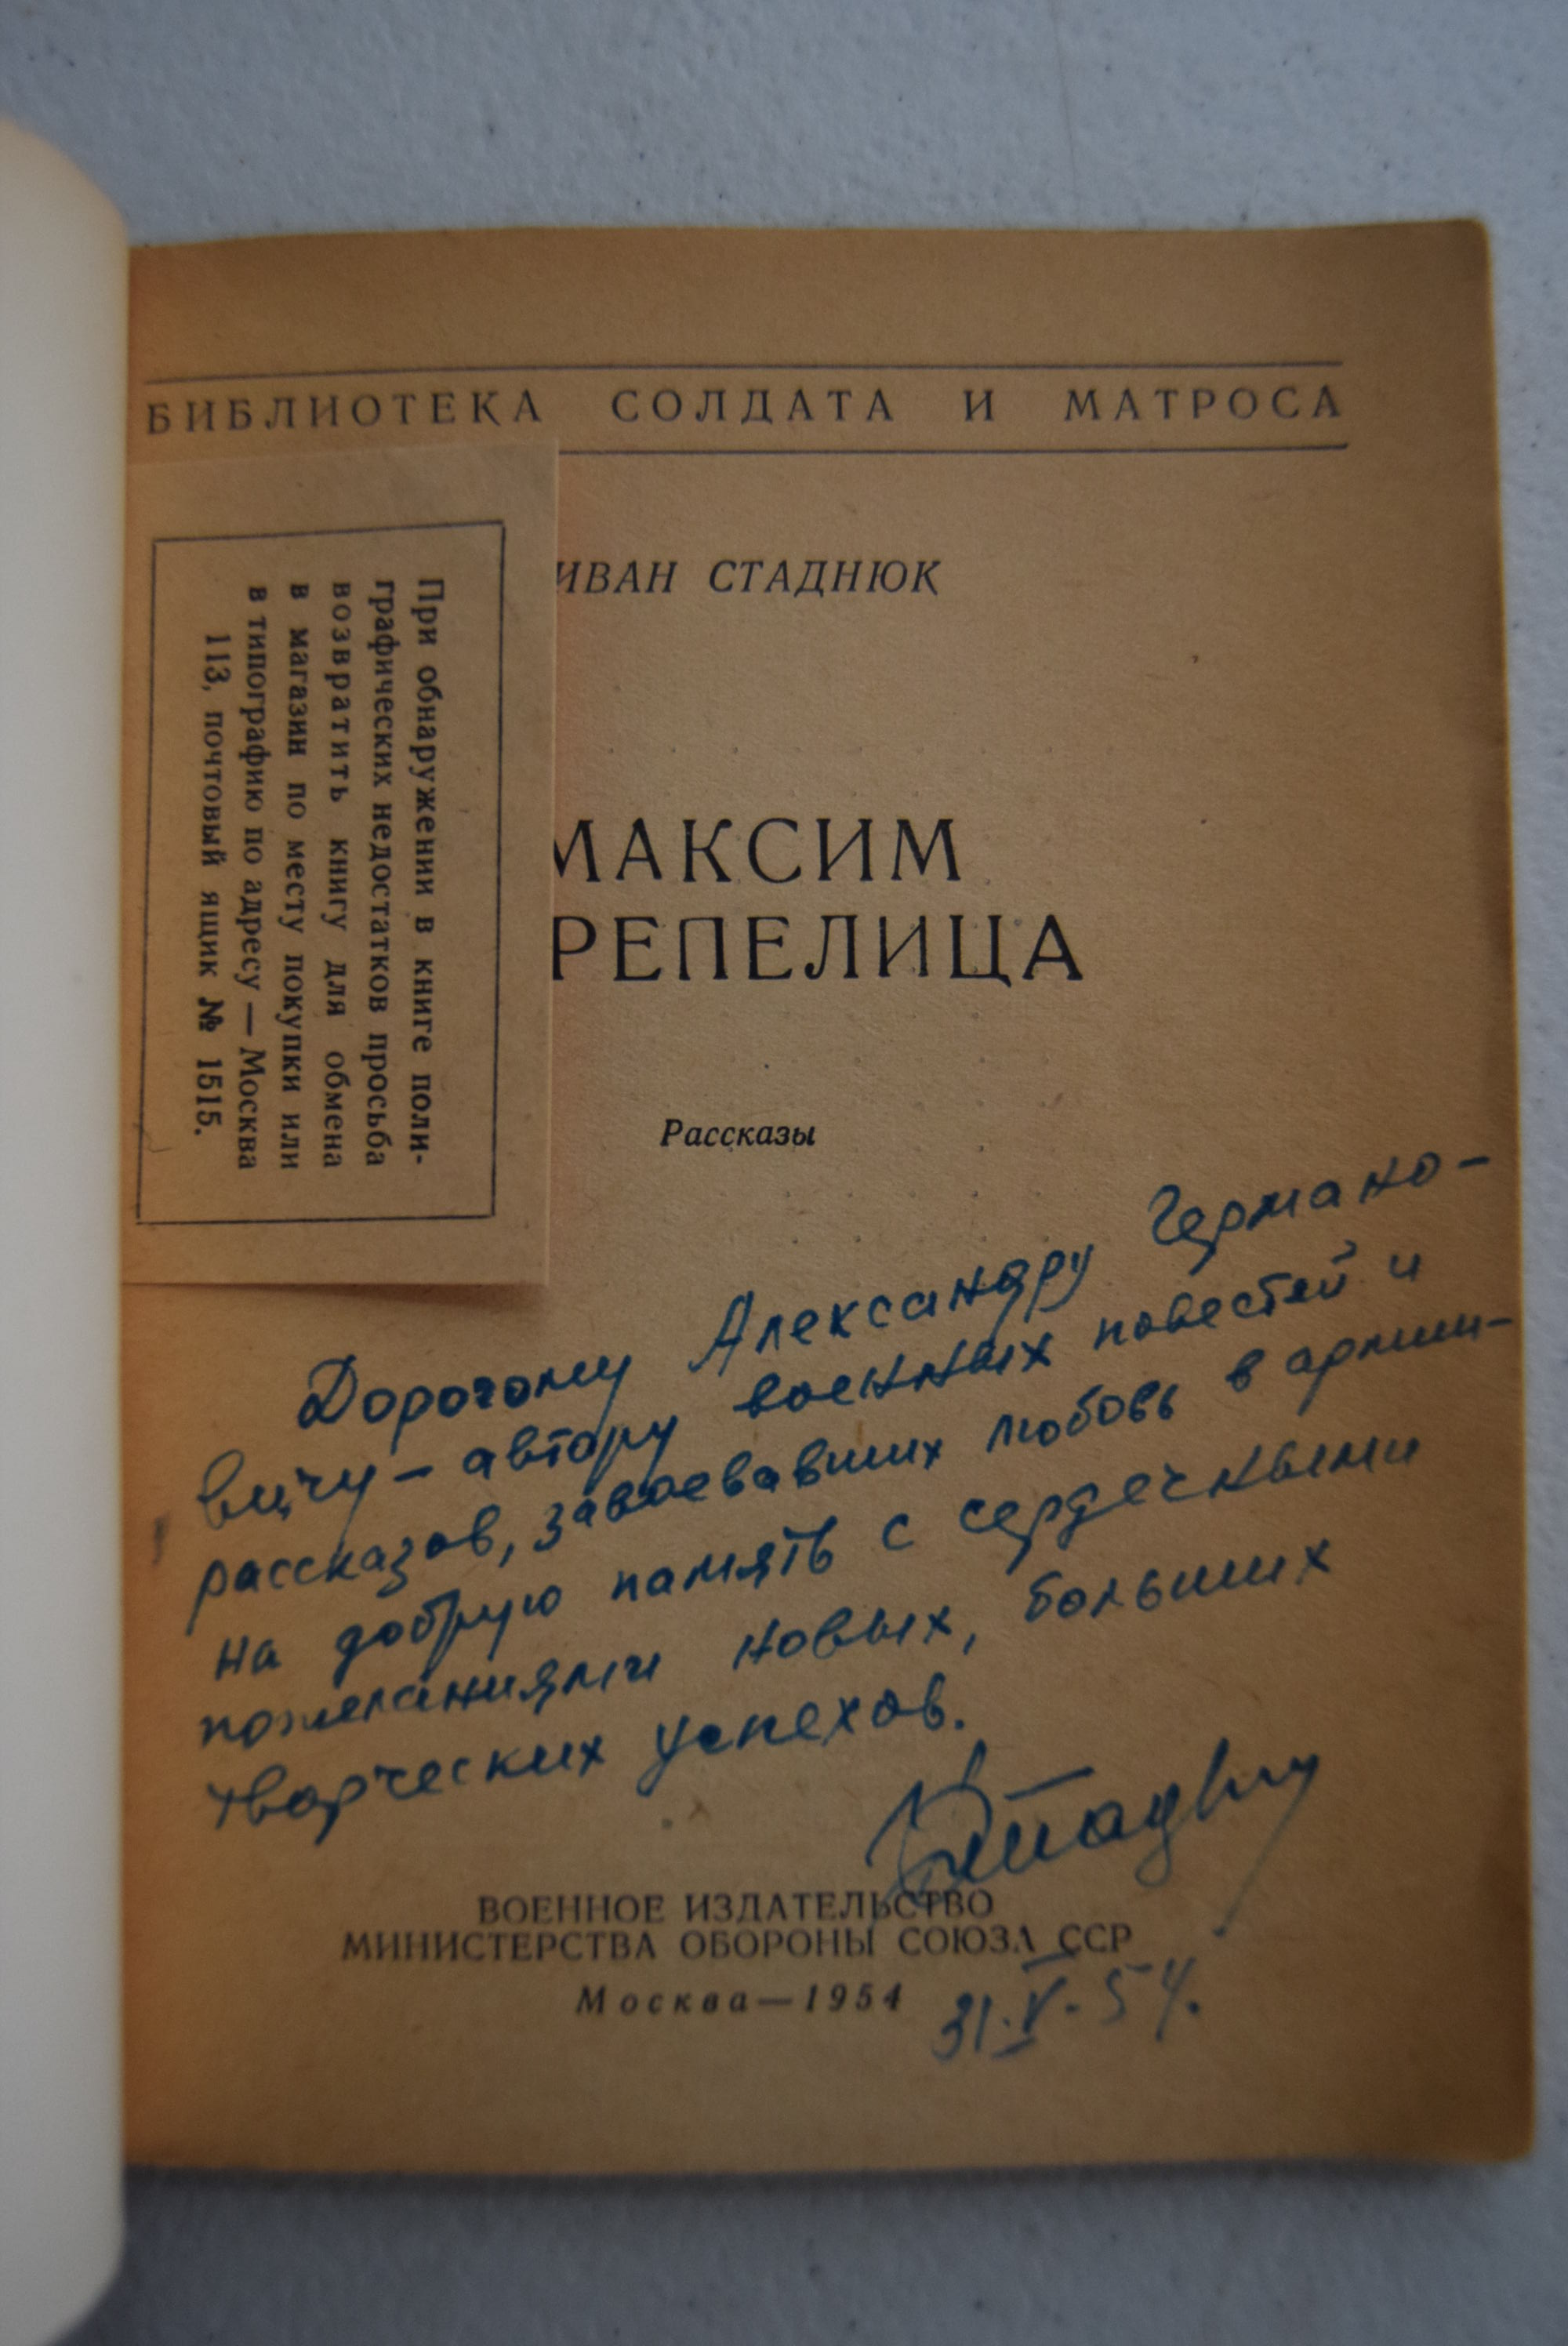 БИБЛИОТЕКА СОЛДАТА И МАТРОСА
ИВАН СТАДНЮК
МАКСИМ
РЕПЕЛИЦА
Рассказы
При обнаружении в книге поли-
графических недостатков просьба
возвратить книгу для обмена
в магазин по месту покупки или
в типографию по адресу — Москва
113, почтовый ящик № 1515.
Дорогому Александру Германо-
вичу – автору военных повестей и
рассказов, завоевавших любовь в армии –
на добрую память с сердечными
пожеланиями новых, больших
творческих успехов.
ВОЕННОЕ ИЗДАТЕЛЬСТВО
МИНИСТЕРСТВА ОБОРОНЫ СОЮЗА ССР
Москва — 1954
31.V.54.